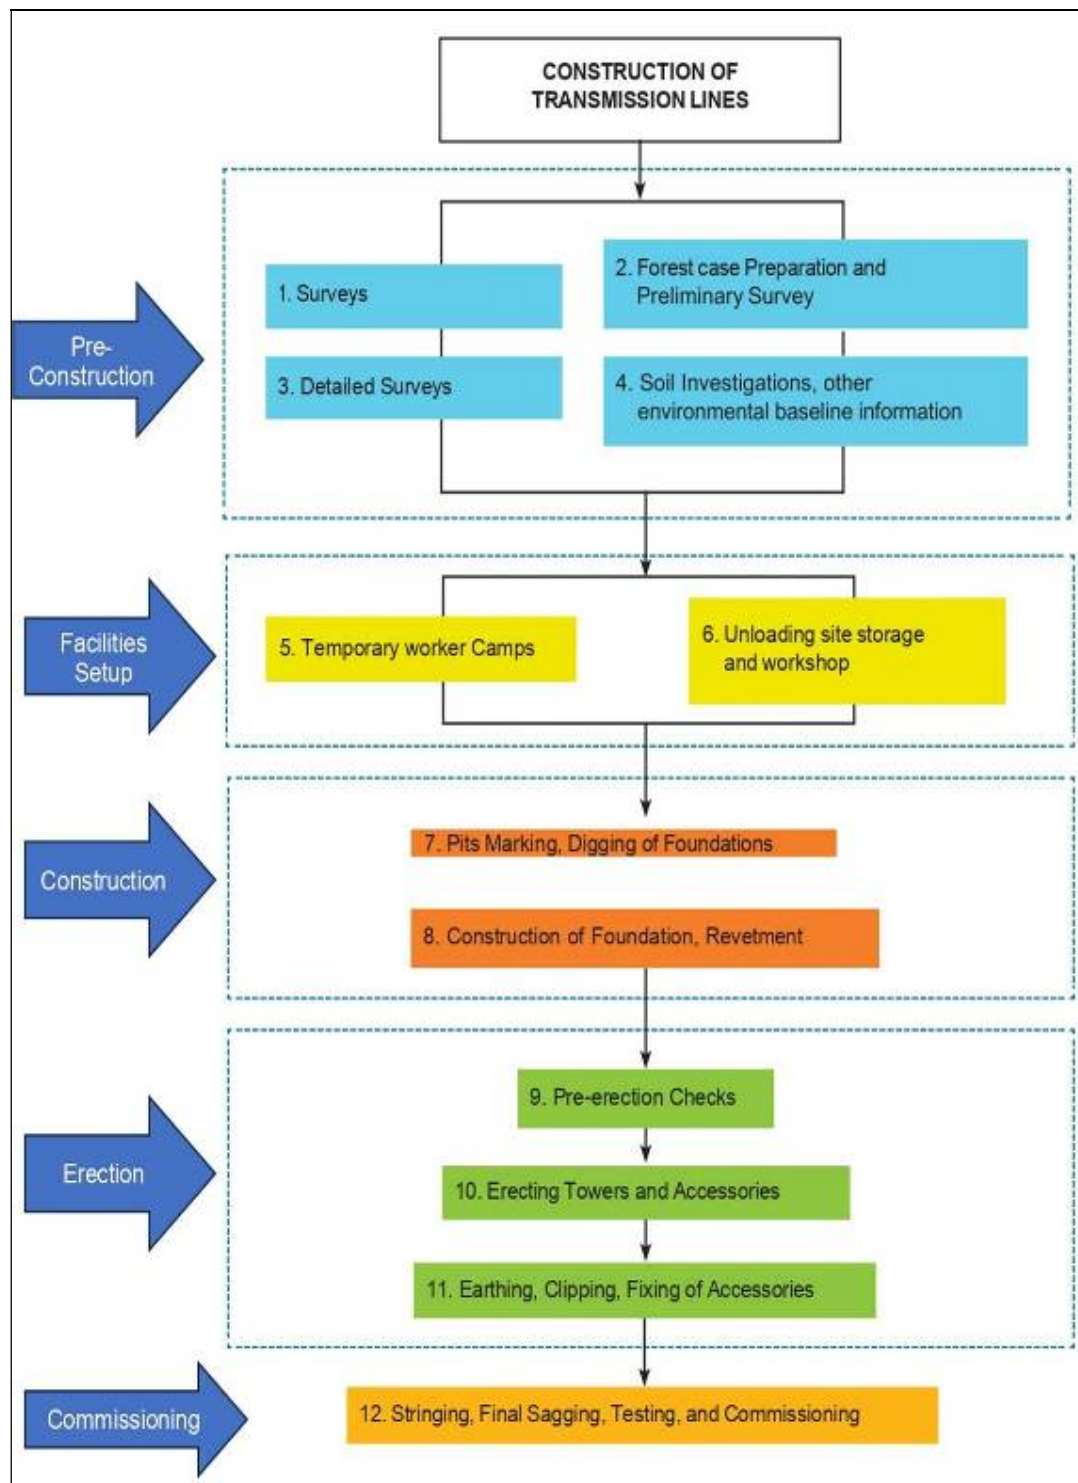 CONSTRUCTION OF
TRANSMISSION LINES
Pre-
Construction
1. Surveys
2. Forest case Preparation and
Preliminary Survey
3. Detailed Surveys
4. Soil Investigations, other
environmental baseline information
Facilities
Setup
5. Temporary worker Camps
6. Unloading site storage
and workshop
Construction
7. Pits Marking, Digging of Foundations
8. Construction of Foundation, Revetment
Erection
9. Pre-erection Checks
10. Erecting Towers and Accessories
11. Earthing, Clipping, Fixing of Accessories
Commissioning
12. Stringing, Final Sagging, Testing, and Commissioning